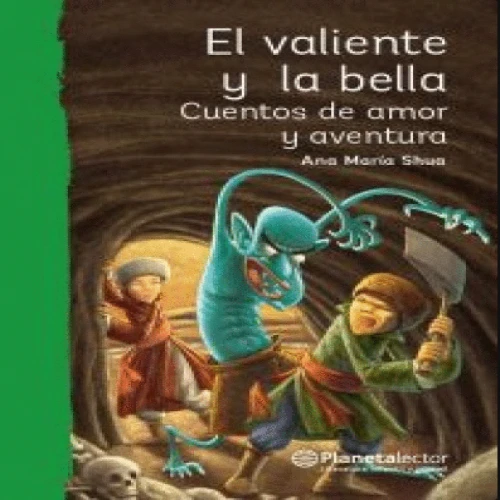 El valiente
y la bella
Cuentos de amor
y aventura
Ana María Shua
Planetalector